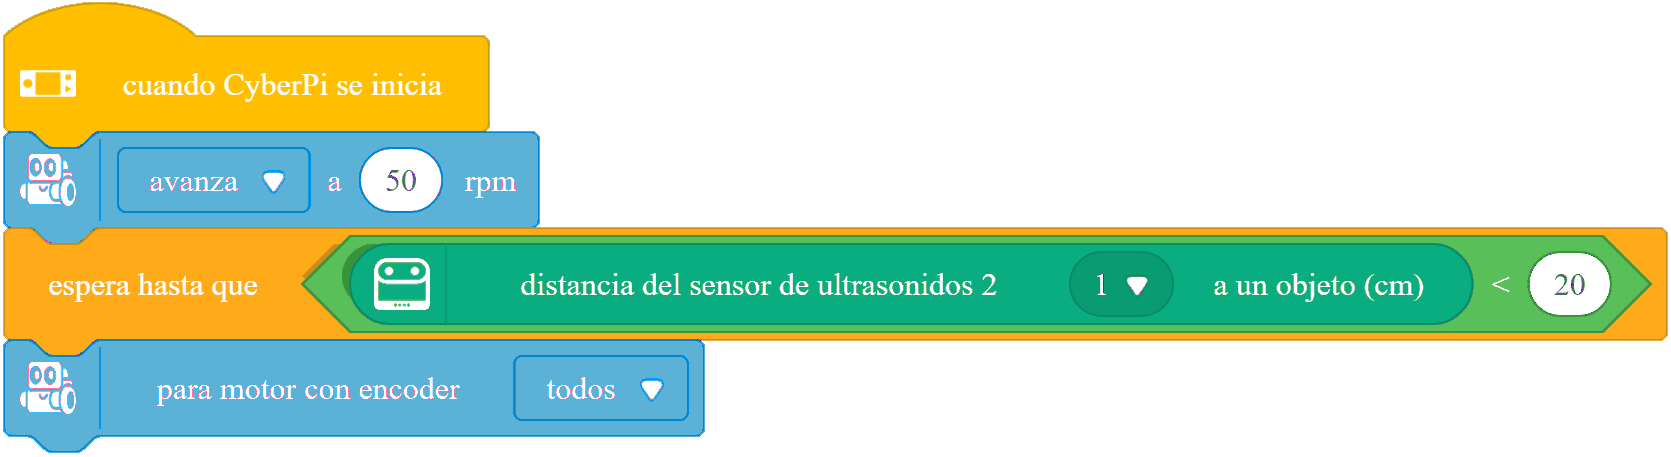 cuando CyberPi se inicia
avanza a 50 rpm
espera hasta que distancia del sensor de ultrasonidos 2 1 a un objeto (cm) < 20
para motor con encoder todos